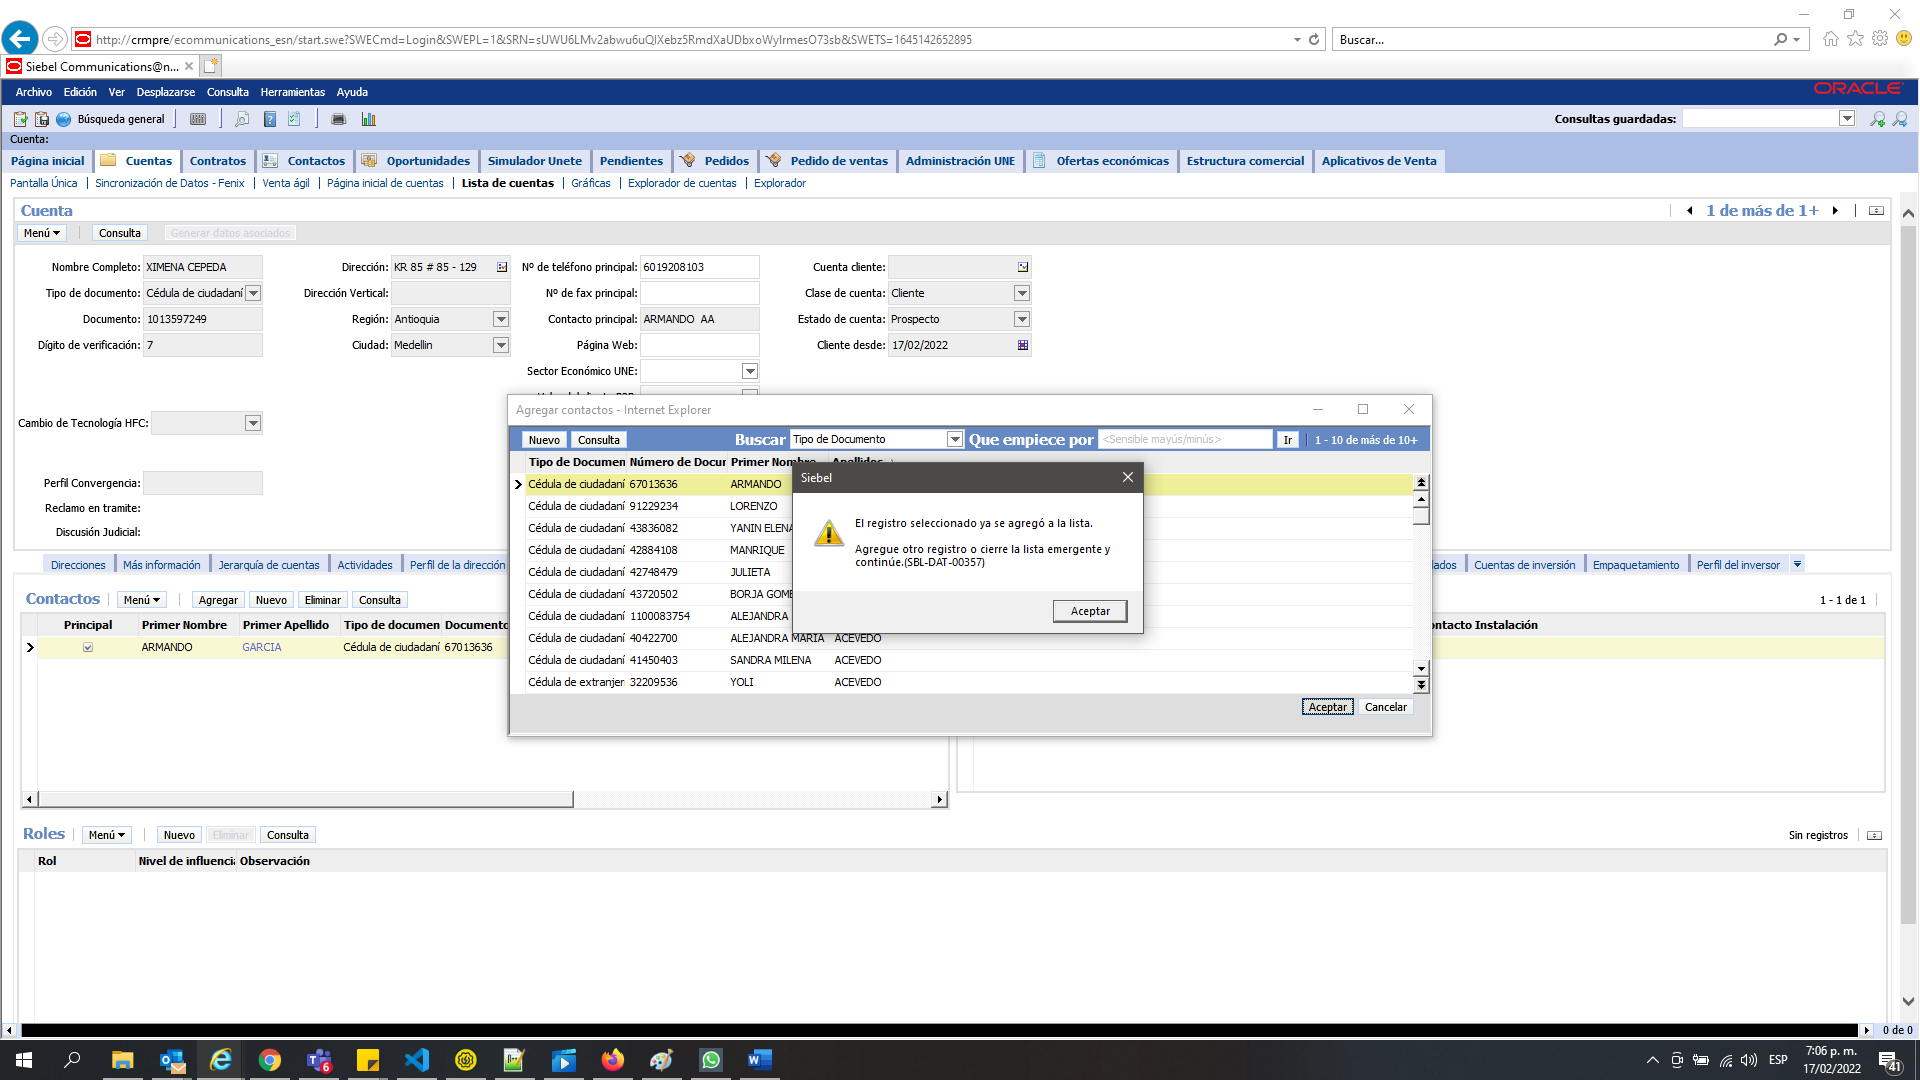 http://crmpre/ecommunications_esn/start.swe?SWECmd=Login&SWEPL=1&SRN=sUWU6LMv2abwu6uQIXebz5RmdXaUDbxoWyIrmesO73sb&SWETS=1645142652895
Buscar...
Siebel Communications@n...
Archivo Edición Ver Desplazarse Consulta Herramientas Ayuda
ORACLE
Búsqueda general
Consultas guardadas:
Cuenta:
Página inicial Cuentas Contratos Contactos Oportunidades Simulador Unete Pendientes Pedidos Pedido de ventas Administración UNE Ofertas económicas Estructura comercial Aplicativos de Venta
Pantalla Única Sincronización de Datos - Fenix Venta ágil Página inicial de cuentas Lista de cuentas Gráficas Explorador de cuentas Explorador
Cuenta
1 de más de 1+
Menú Consulta Generar datos asociados
Nombre Completo: XIMENA CEPEDA Dirección: KR 85 # 85 - 129 Nº de teléfono principal: 6019208103 Cuenta cliente:
Tipo de documento: Cédula de ciudadaní Dirección Vertical: Nº de fax principal: Clase de cuenta: Cliente
Documento: 1013597249 Región: Antioquia Contacto principal: ARMANDO AA Estado de cuenta: Prospecto
Dígito de verificación: 7 Ciudad: Medellin Página Web: Cliente desde: 17/02/2022
Sector Económico UNE:
Cambio de Tecnología HFC:
Perfil Convergencia:
Reclamo en tramite:
Discusión Judicial:
Agregar contactos - Internet Explorer
Nuevo Consulta Buscar Tipo de Documento Que empiece por <Sensible mayús/minús> Ir 1 - 10 de más de 10+
Tipo de Documen Número de Docur Primer Nombre Apellidos
Cédula de ciudadaní 67013636 ARMANDO
Cédula de ciudadaní 91229234 LORENZO
Cédula de ciudadaní 43836082 YANIN ELENA
Cédula de ciudadaní 42884108 MANRIQUE
Cédula de ciudadaní 42748479 JULIETA
Cédula de ciudadaní 43720502 BORJA GOME
Cédula de ciudadaní 1100083754 ALEJANDRA
Cédula de ciudadaní 40422700 ALEJANDRA MARIA ACEVEDO
Cédula de ciudadaní 41450403 SANDRA MILENA ACEVEDO
Cédula de extranjer 32209536 YOLI ACEVEDO
Aceptar Cancelar
Siebel
El registro seleccionado ya se agregó a la lista.
Agregue otro registro o cierre la lista emergente y
continúe.(SBL-DAT-00357)
Aceptar
Direcciones Más información Jerarquía de cuentas Actividades Perfil de la dirección lados Cuentas de inversión Empaquetamiento Perfil del inversor
Contactos Menú Agregar Nuevo Eliminar Consulta
1 - 1 de 1
Principal Primer Nombre Primer Apellido Tipo de documen Documento ontacto Instalación
ARMANDO GARCIA Cédula de ciudadaní 67013636
Roles Menú Nuevo Eliminar Consulta
Sin registros
Rol Nivel de influencia Observación
0 de 0
6
ESP
7:06 p. m.
17/02/2022
41